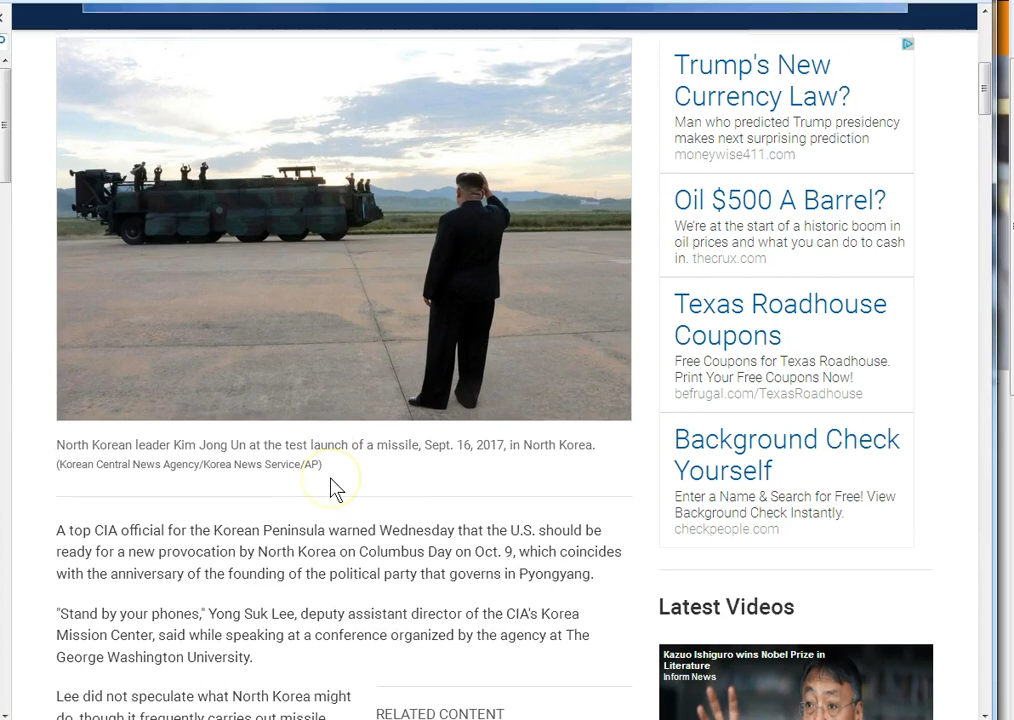 North Korean leader Kim Jong Un at the test launch of a missile, Sept. 16, 2017, in North Korea.
(Korean Central News Agency/Korea News Service/AP)
A top CIA official for the Korean Peninsula warned Wednesday that the U.S. should be
ready for a new provocation by North Korea on Columbus Day on Oct. 9, which coincides
with the anniversary of the founding of the political party that governs in Pyongyang.
"Stand by your phones," Yong Suk Lee, deputy assistant director of the CIA's Korea
Mission Center, said while speaking at a conference organized by the agency at The
George Washington University.
Lee did not speculate what North Korea might
do, though it frequently carries out missile
RELATED CONTENT
Trump's New
Currency Law?
Man who predicted Trump presidency
makes next surprising prediction
moneywise411.com
Oil $500 A Barrel?
We're at the start of a historic boom in
oil prices and what you can do to cash
in. thecrux.com
Texas Roadhouse
Coupons
Free Coupons for Texas Roadhouse.
Print Your Free Coupons Now!
befrugal.com/TexasRoadhouse
Background Check
Yourself
Enter a Name & Search for Free! View
Background Check Instantly.
checkpeople.com
Latest Videos
Kazuo Ishiguro wins Nobel Prize in
Literature
Inform News